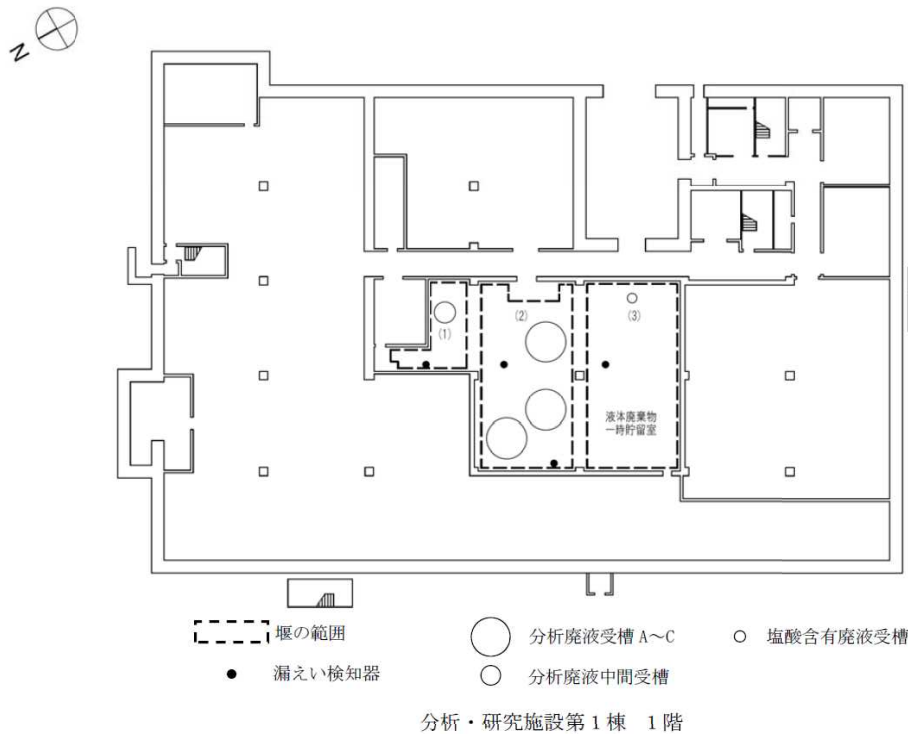 N
(1)
(2)
(3)
液体廃棄物
一時貯留室
堰の範囲
分析廃液受槽 A～C
塩酸含有廃液受槽
漏えい検知器
分析廃液中間受槽
分析・研究施設第1棟 1階